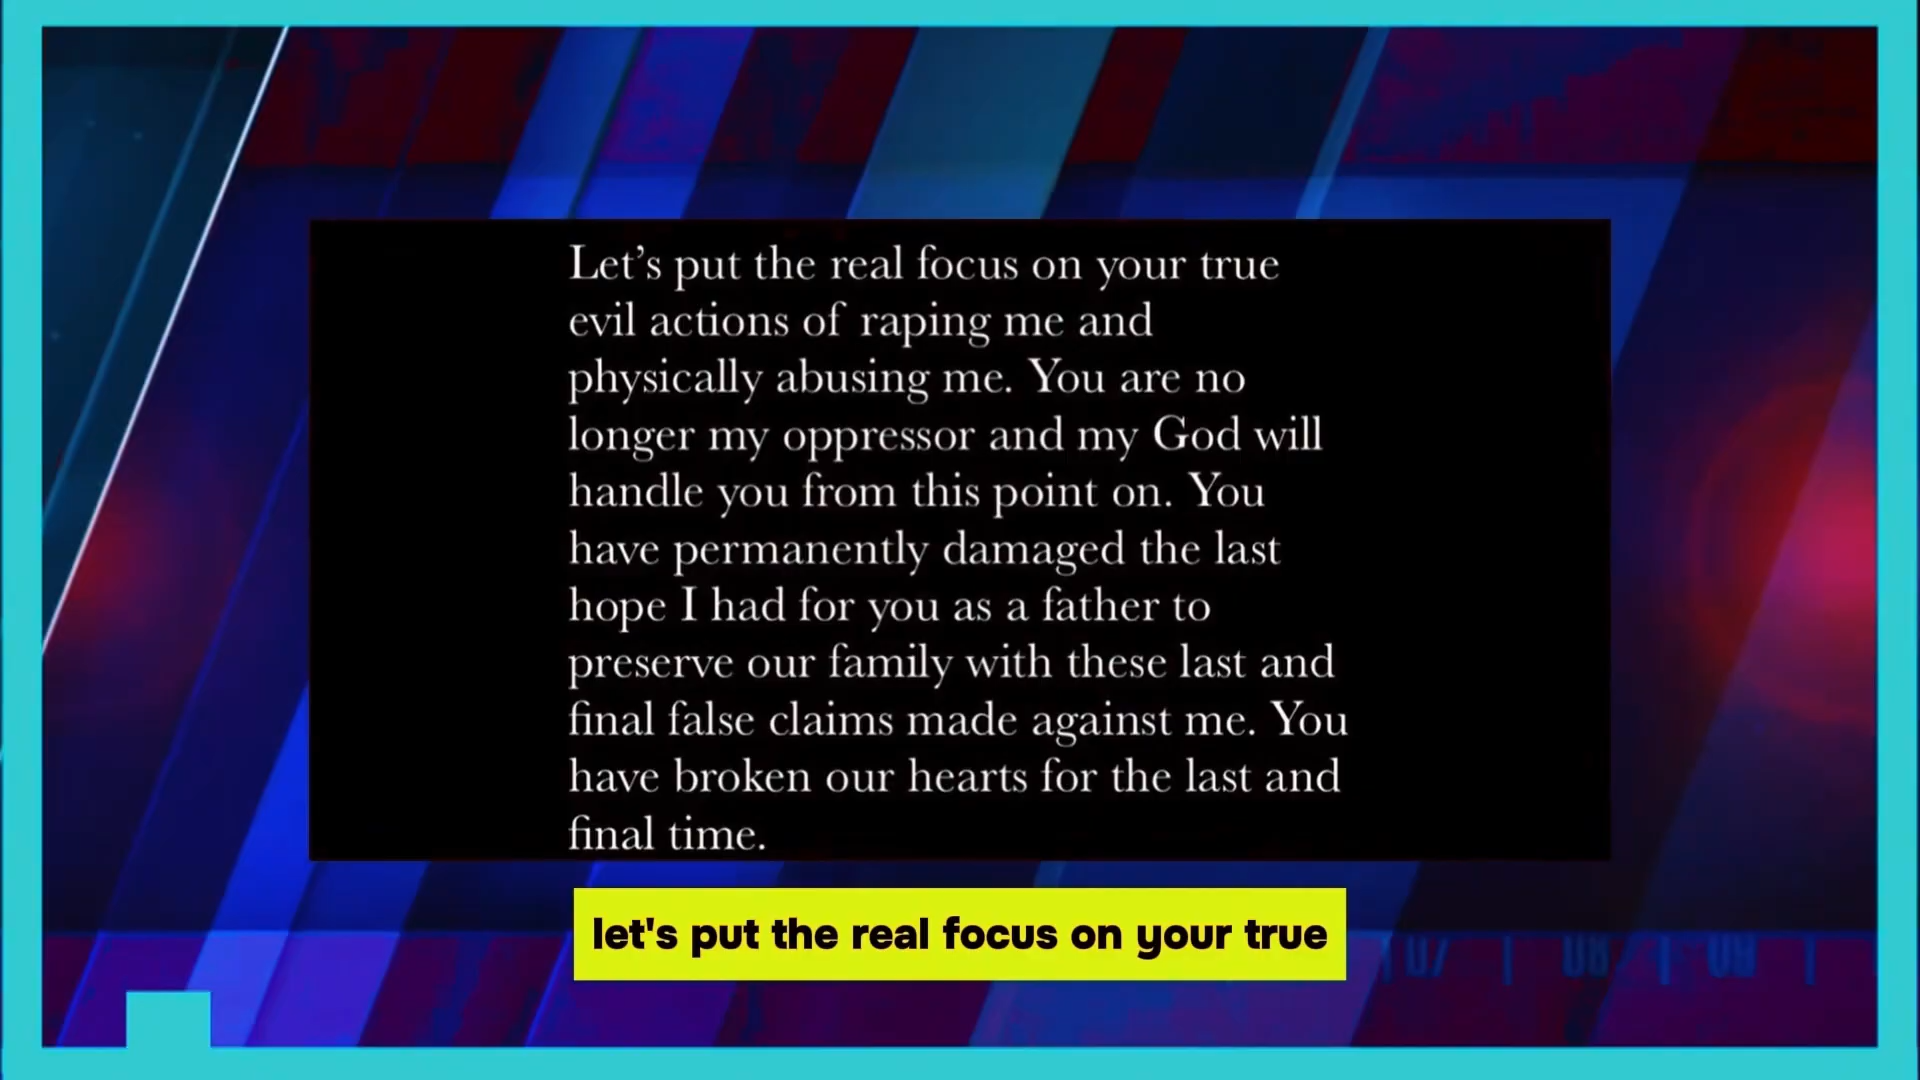 Let’s put the real focus on your true
evil actions of raping me and
physically abusing me. You are no
longer my oppressor and my God will
handle you from this point on. You
have permanently damaged the last
hope I had for you as a father to
preserve our family with these last and
final false claims made against me. You
have broken our hearts for the last and
final time.
let's put the real focus on your true